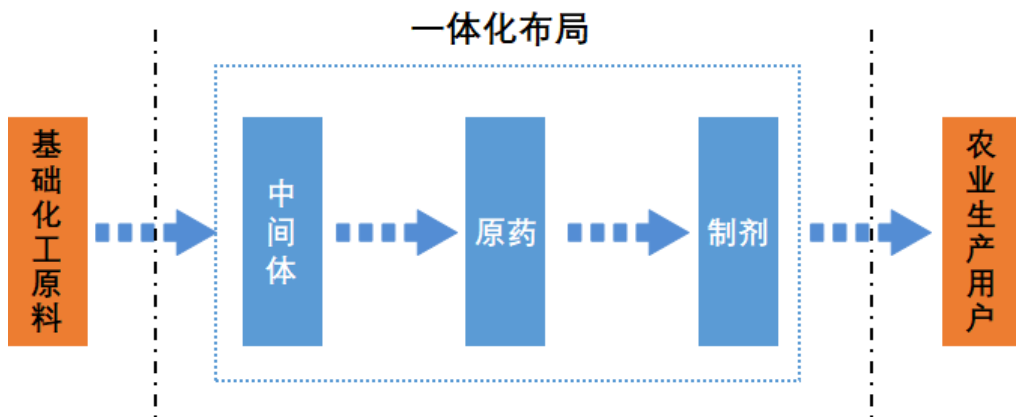 一体化布局
基础化工原料
中间体
原药
制剂
农业生产用户